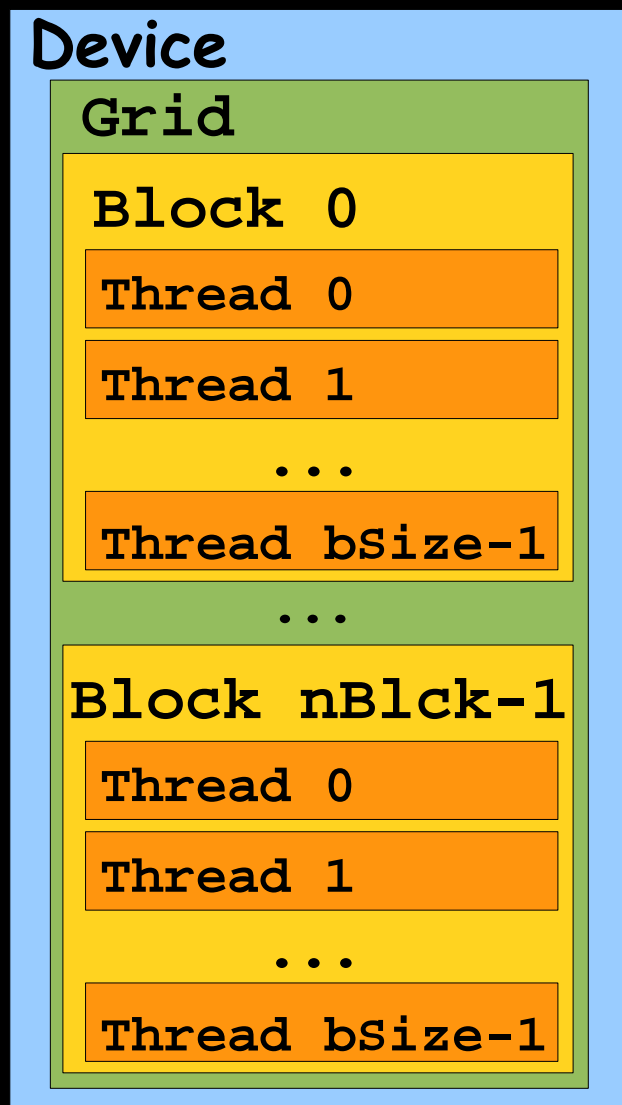 Device
Grid
Block 0
Thread 0
Thread 1
...
Thread bSize-1
...
Block nBlck-1
Thread 0
Thread 1
...
Thread bSize-1